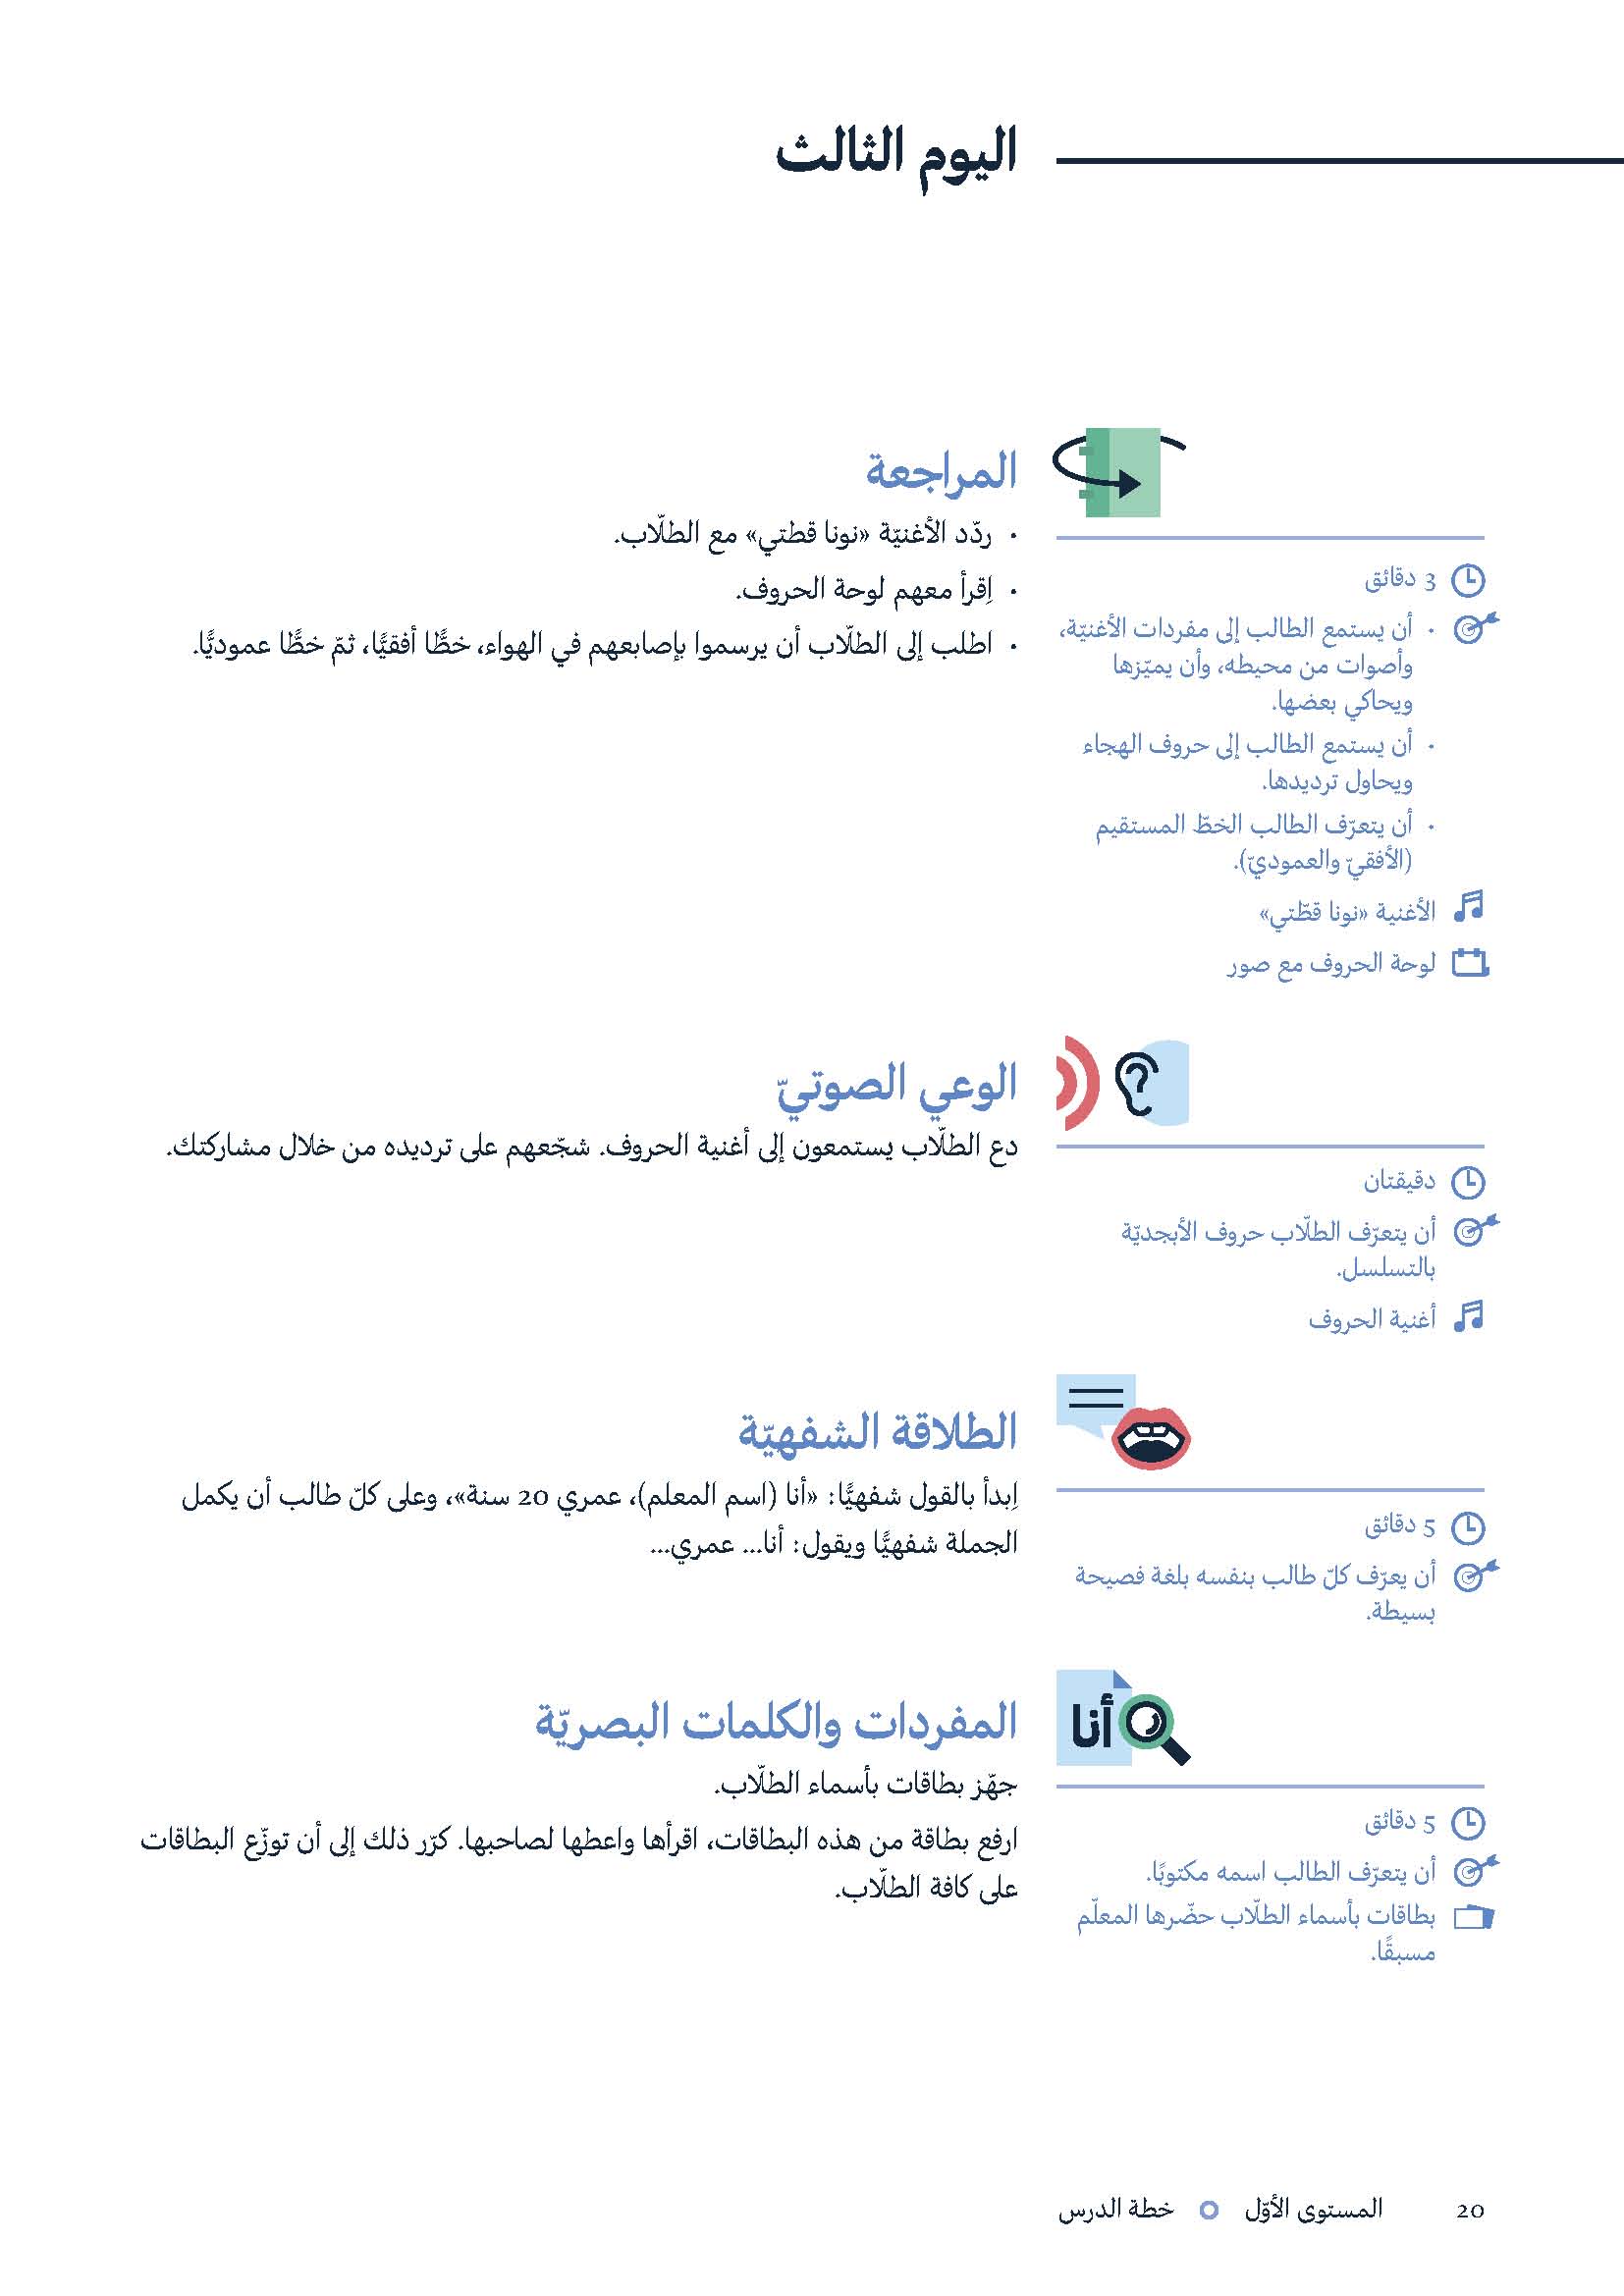 اليوم الثالث
المراجعة
• ردّد الأغنيّة «نونا قطتي» مع الطلّاب.
• اِقرأ معهم لوحة الحروف.
• اطلب إلى الطلّاب أن يرسموا بإصابعهم في الهواء، خطًّا أفقيًّا، ثمّ خطًّا عموديًّا.
3 دقائق
• أن يستمع الطالب إلى مفردات الأغنيّة،
وأصوات من محيطه، وأن يميّزها
ويحاكي بعضها.
• أن يستمع الطالب إلى حروف الهجاء
ويحاول ترديدها.
• أن يتعرّف الطالب الخطّ المستقيم
(الأفقيّ والعموديّ).
الأغنية «نونا قطّتي»
لوحة الحروف مع صور
الوعي الصوتيّ
دع الطلّاب يستمعون إلى أغنية الحروف. شجّعهم على ترديده من خلال مشاركتك.
دقيقتان
أن يتعرّف الطلّاب حروف الأبجديّة
بالتسلسل.
أغنية الحروف
الطلاقة الشفهيّة
اِبدأ بالقول شفهيًّا: «أنا (اسم المعلم)، عمري 20 سنة»، وعلى كلّ طالب أن يكمل
الجملة شفهيًّا ويقول: أنا... عمري...
5 دقائق
أن يعرّف كلّ طالب بنفسه بلغة فصيحة
بسيطة.
أنا
المفردات والكلمات البصريّة
جهّز بطاقات بأسماء الطلّاب.
ارفع بطاقة من هذه البطاقات، اقرأها واعطها لصاحبها. كرّر ذلك إلى أن توزّع البطاقات
على كافة الطلّاب.
5 دقائق
أن يتعرّف الطالب اسمه مكتوبًا.
بطاقات بأسماء الطلّاب حضّرها المعلّم
مسبقًا.
20 المستوى الأوّل خطة الدرس